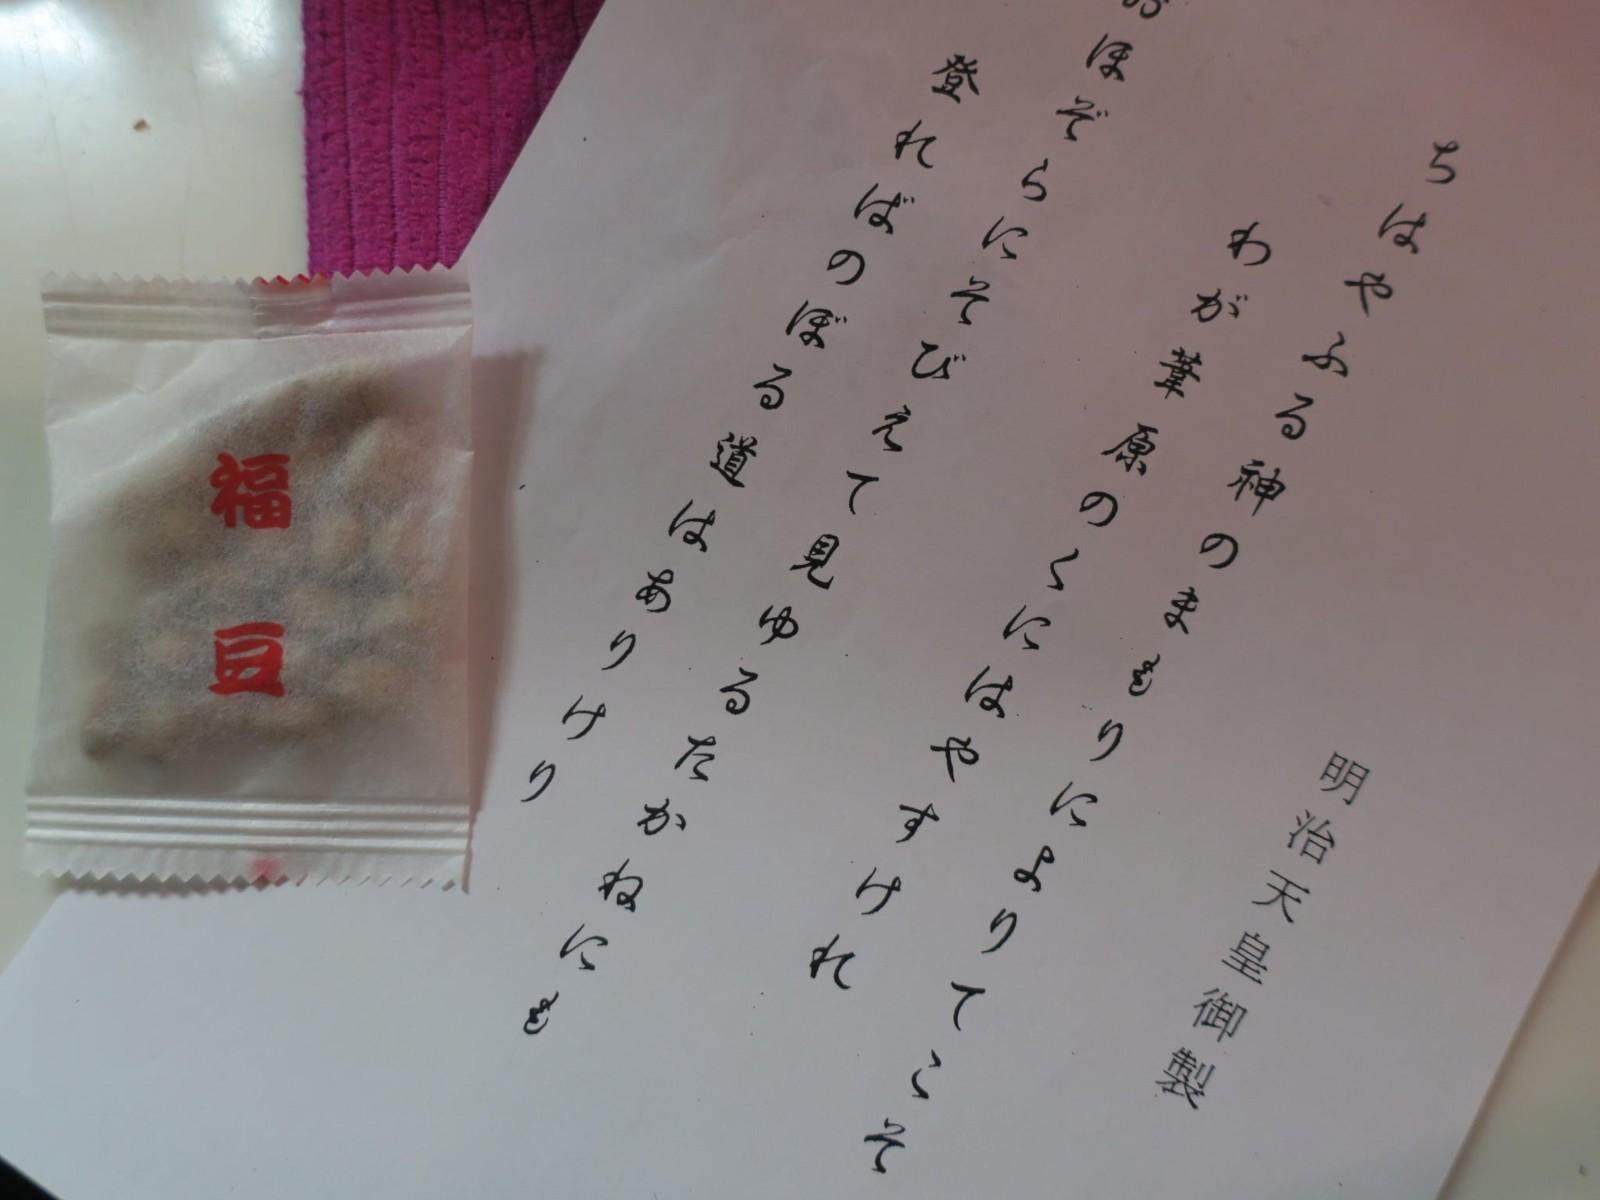 明治天皇御製
ちはやふる神のまもりによりてこそ
わが葦原のくにはやすけれ
おほぞらにそびえて見ゆるたかねにも
登ればのぼる道はありけり
福豆